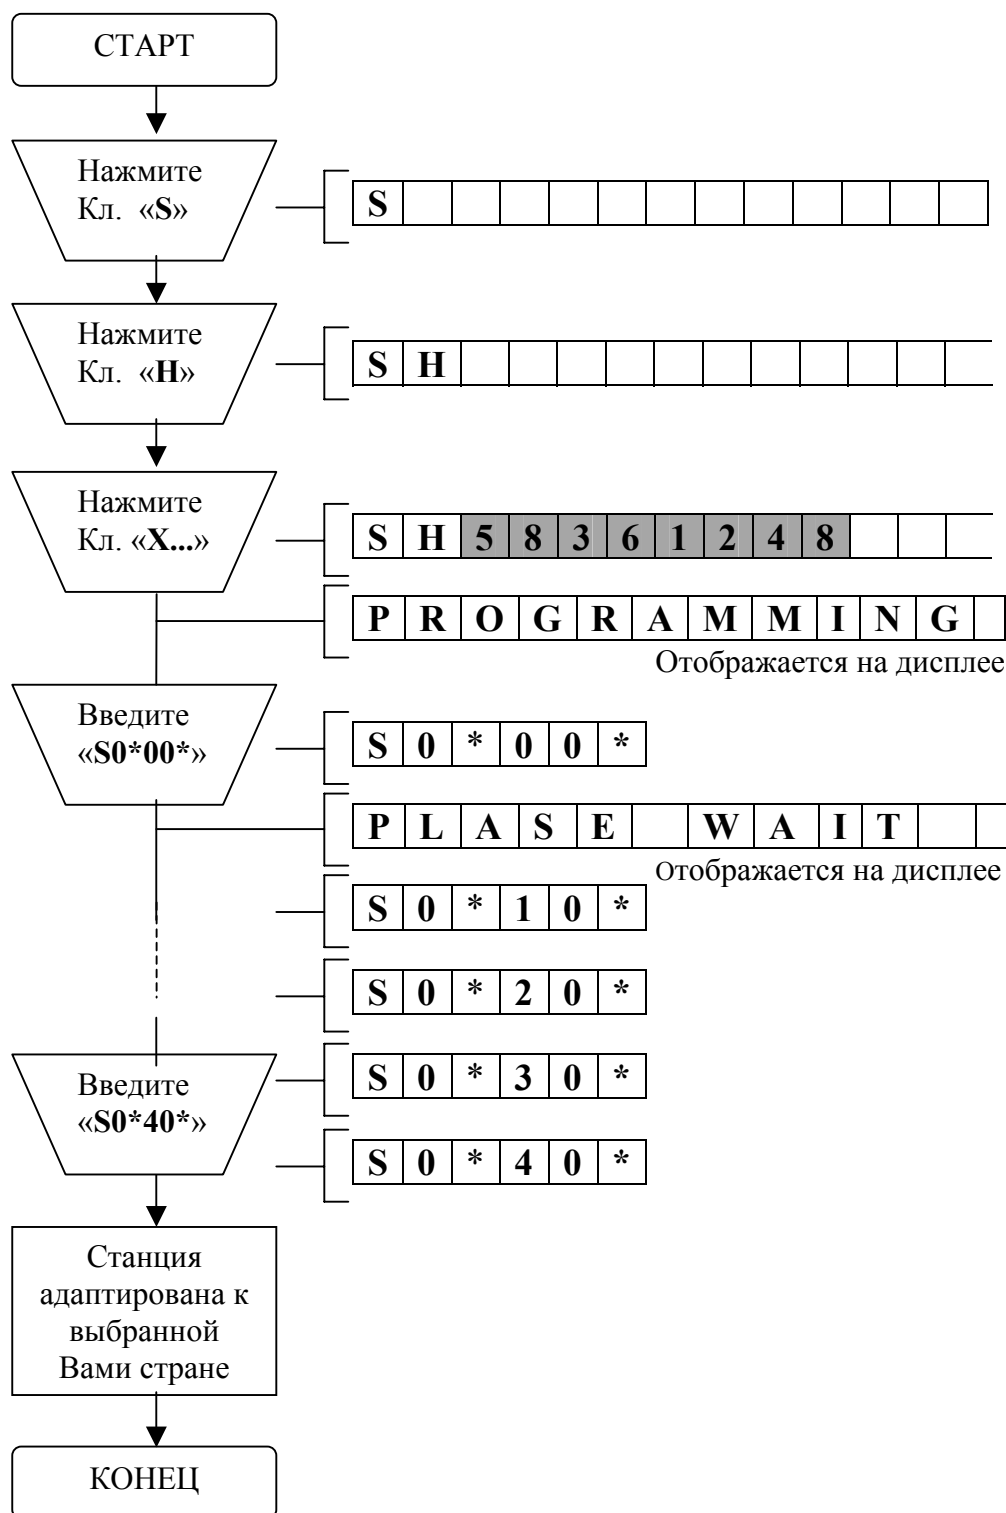 СТАРТ
Нажмите
Кл. «S»
S
Нажмите
Кл. «H»
S H
Нажмите
Кл. «X...»
S H 5 8 3 6 1 2 4 8
P R O G R A M M I N G
Отображается на дисплее
Введите
«S0*00*»
S 0 * 0 0 *
P L A S E W A I T
Отображается на дисплее
S 0 * 1 0 *
S 0 * 2 0 *
Введите
«S0*40*»
S 0 * 3 0 *
S 0 * 4 0 *
Станция
адаптирована к
выбранной
Вами стране
КОНЕЦ